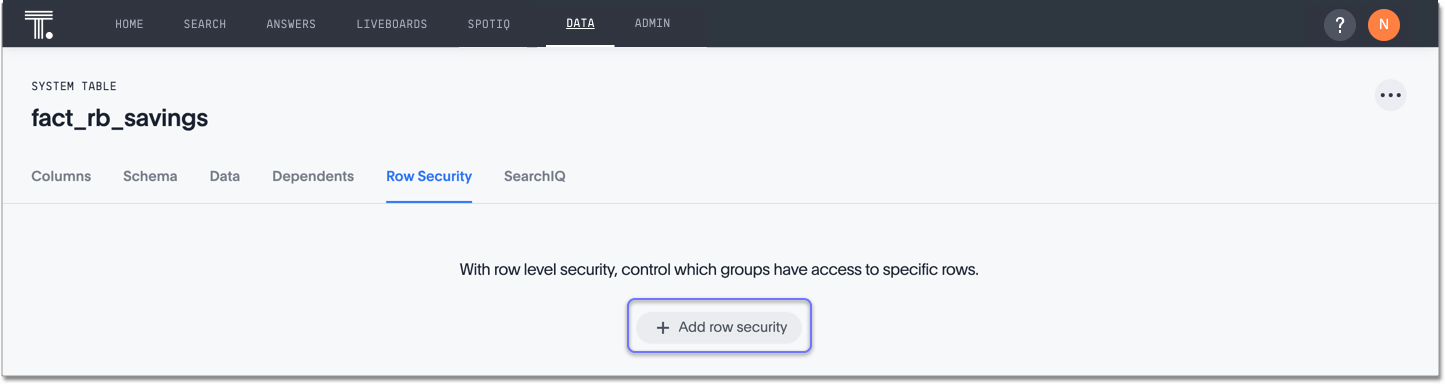 HOME SEARCH ANSWERS LIVEBOARDS SPOTIQ DATA ADMIN ? N
SYSTEM TABLE
fact_rb_savings
Columns Schema Data Dependents Row Security SearchIQ
With row level security, control which groups have access to specific rows.
+ Add row security